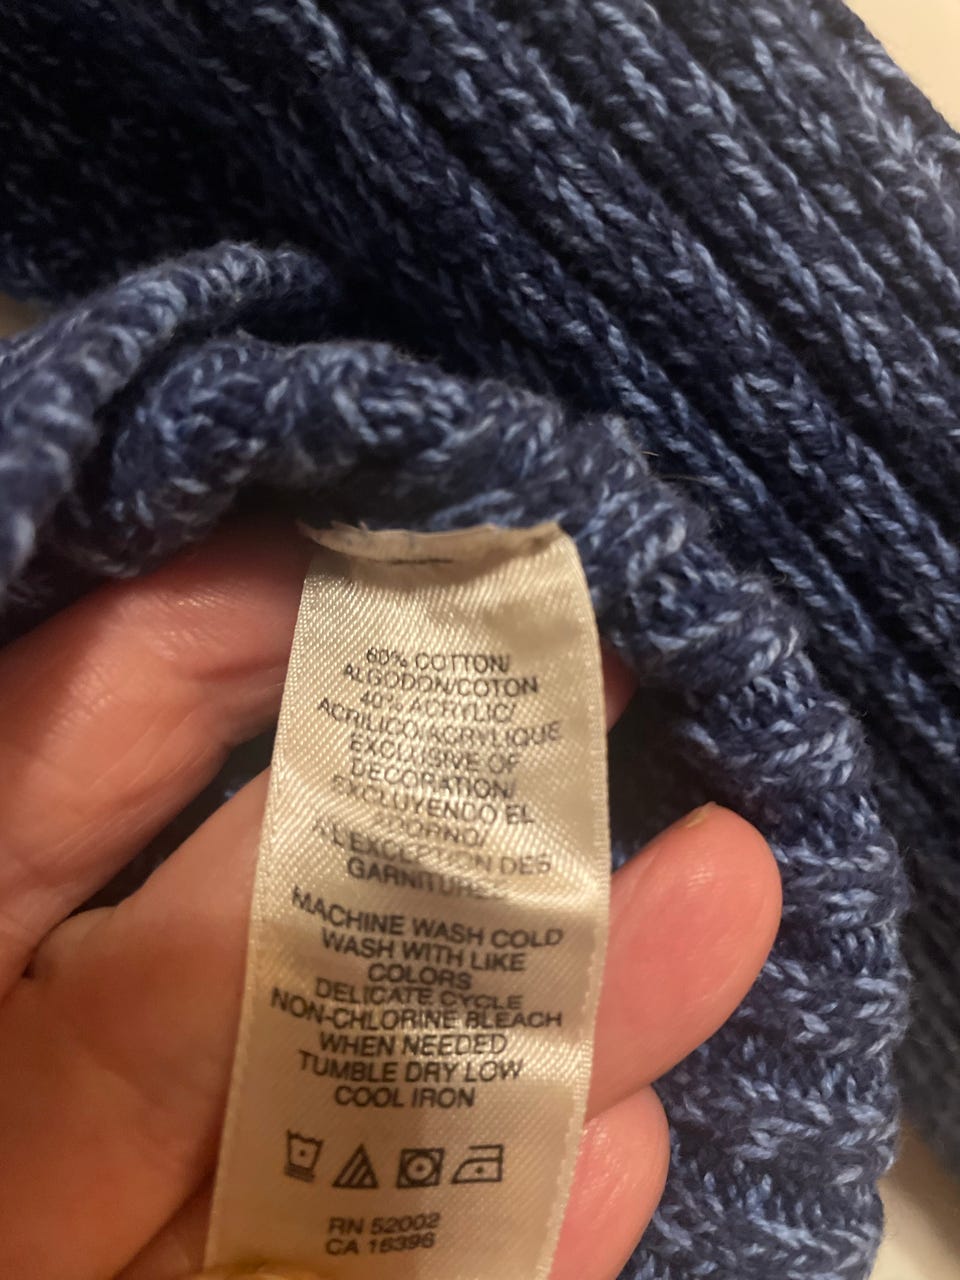 60% COTTON/
ALGODON/COTON
40% ACRYLIC/
ACRILICO/ACRYLIQUE
EXCLUSIVE OF
DECORATION/
EXCLUYENDO EL
ADORNO/
A L'EXCEPTION DES
GARNITURES
MACHINE WASH COLD
WASH WITH LIKE
COLORS
DELICATE CYCLE
NON-CHLORINE BLEACH
WHEN NEEDED
TUMBLE DRY LOW
COOL IRON
RN 52002
CA 16396